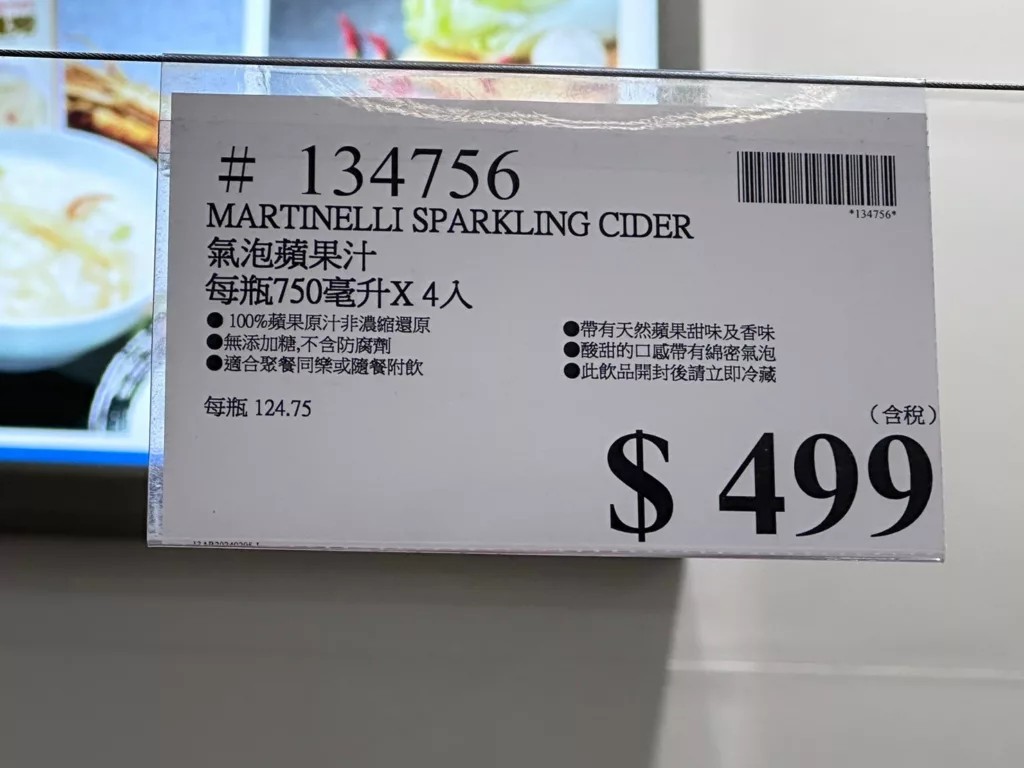 # 134756
*134756*
MARTINELLI SPARKLING CIDER
氣泡蘋果汁
每瓶750毫升X 4入
●100%蘋果原汁非濃縮還原
●無添加糖,不含防腐劑
●適合聚餐同樂或隨餐附飲
●帶有天然蘋果甜味及香味
●酸甜的口感帶有綿密氣泡
●此飲品開封後請立即冷藏
每瓶 124.75
（含稅）
$ 499